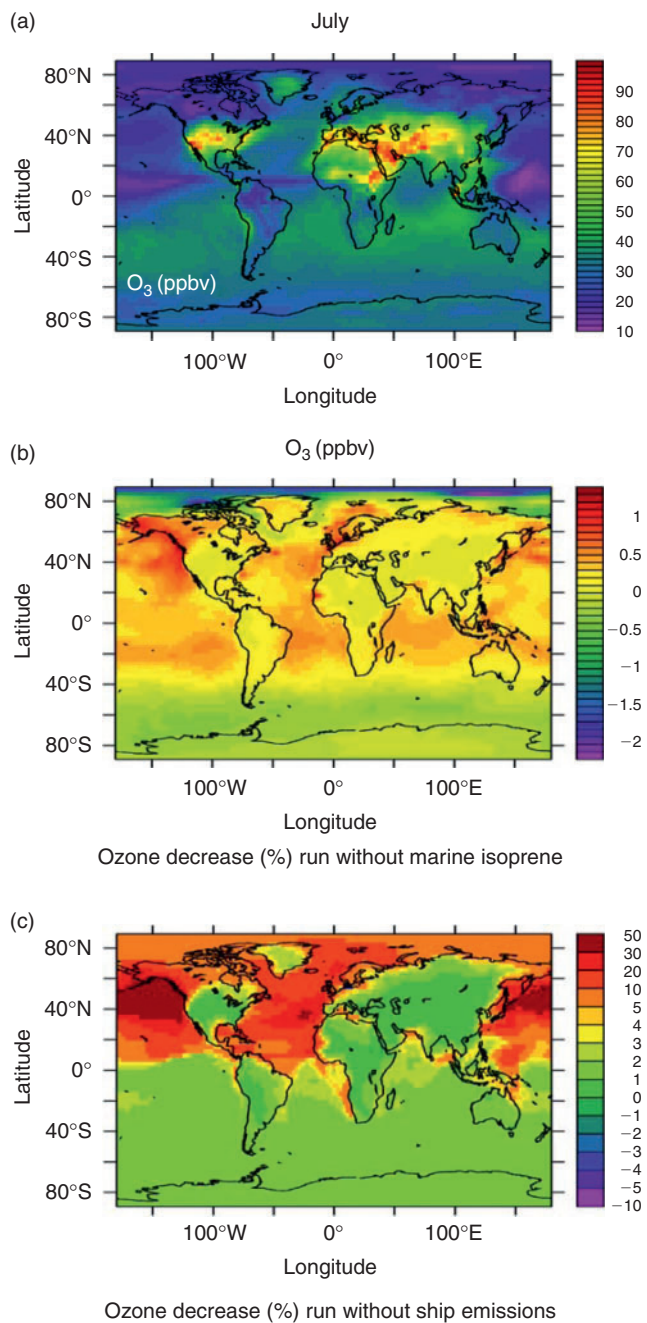 (a)
July
80°N
40°N
0°
40°S
80°S
Latitude
O3 (ppbv)
90
80
70
60
50
40
30
20
10
100°W 0° 100°E
Longitude
(b)
O3 (ppbv)
80°N
40°N
0°
40°S
80°S
Latitude
1
0.5
0
−0.5
−1
−1.5
−2
100°W 0° 100°E
Longitude
Ozone decrease (%) run without marine isoprene
(c)
80°N
40°N
0°
40°S
80°S
Latitude
50
30
20
10
5
4
3
2
1
0
−1
−2
−3
−4
−5
−10
100°W 0° 100°E
Longitude
Ozone decrease (%) run without ship emissions